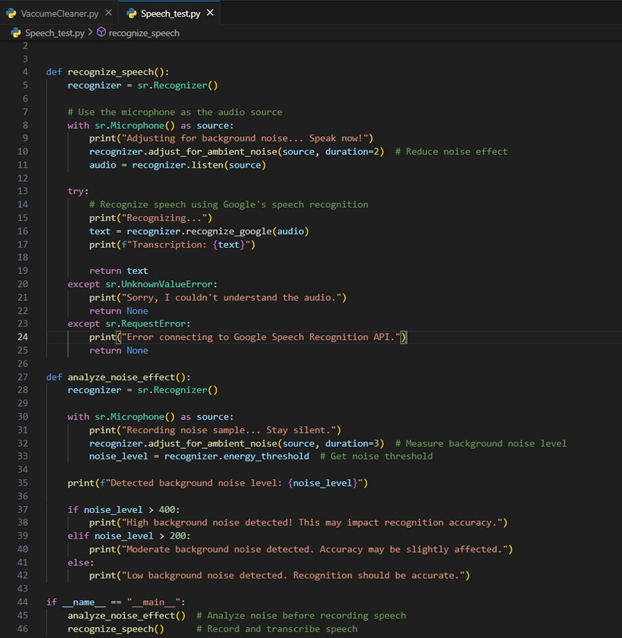 VaccumeCleaner.py Speech_test.py
Speech_test.py > recognize_speech
2
3
4 def recognize_speech():
5     recognizer = sr.Recognizer()
6
7     # Use the microphone as the audio source
8     with sr.Microphone() as source:
9         print("Adjusting for background noise... Speak now!")
10         recognizer.adjust_for_ambient_noise(source, duration=2)  # Reduce noise effect
11         audio = recognizer.listen(source)
12
13     try:
14         # Recognize speech using Google's speech recognition
15         print("Recognizing...")
16         text = recognizer.recognize_google(audio)
17         print(f"Transcription: {text}")
18
19         return text
20     except sr.UnknownValueError:
21         print("Sorry, I couldn't understand the audio.")
22         return None
23     except sr.RequestError:
24         print("Error connecting to Google Speech Recognition API.")
25         return None
26
27 def analyze_noise_effect():
28     recognizer = sr.Recognizer()
29
30     with sr.Microphone() as source:
31         print("Recording noise sample... Stay silent.")
32         recognizer.adjust_for_ambient_noise(source, duration=3)  # Measure background noise level
33         noise_level = recognizer.energy_threshold  # Get noise threshold
34
35     print(f"Detected background noise level: {noise_level}")
36
37     if noise_level > 400:
38         print("High background noise detected! This may impact recognition accuracy.")
39     elif noise_level > 200:
40         print("Moderate background noise detected. Accuracy may be slightly affected.")
41     else:
42         print("Low background noise detected. Recognition should be accurate.")
43
44 if __name__ == "__main__":
45     analyze_noise_effect()  # Analyze noise before recording speech
46     recognize_speech()      # Record and transcribe speech